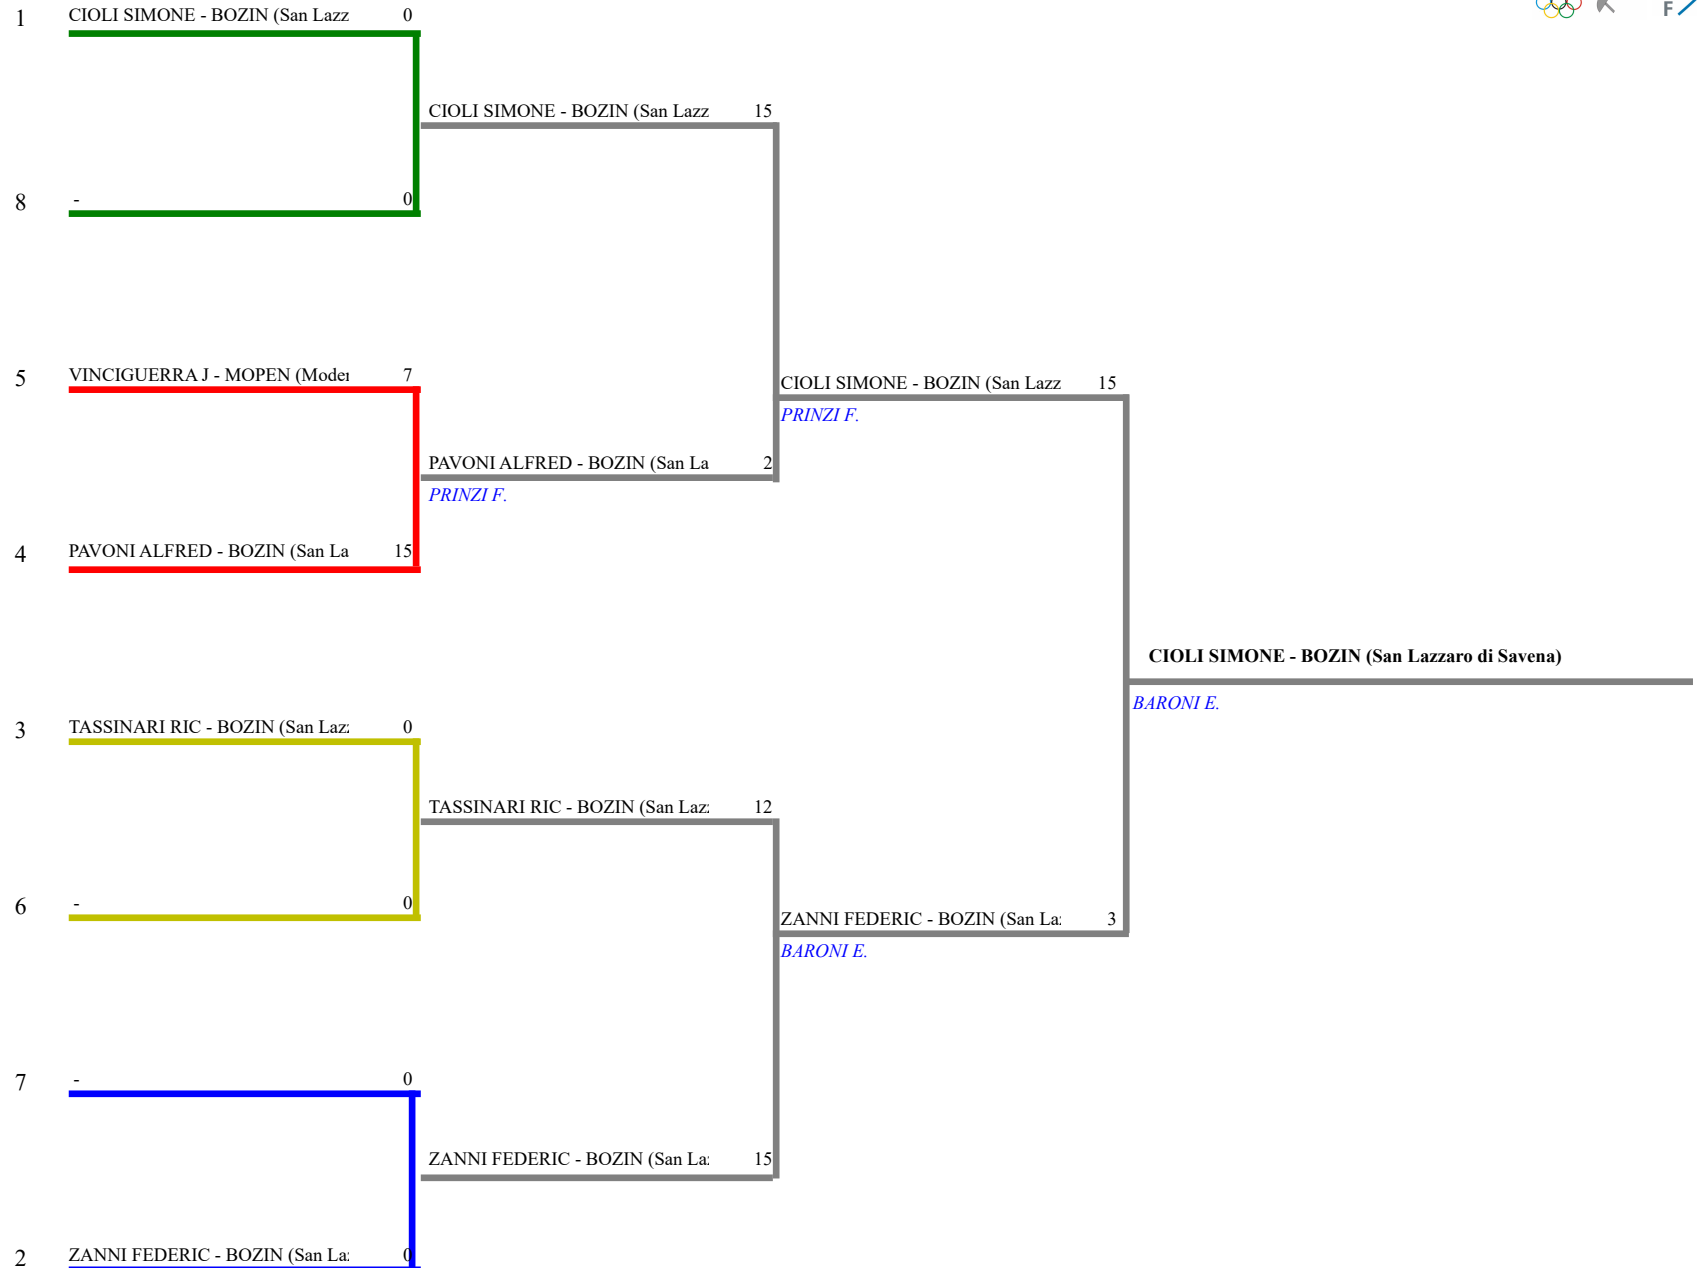 1 CIOLI SIMONE - BOZIN (San Lazz 0
F
CIOLI SIMONE - BOZIN (San Lazz 15
8 - 0
5 VINCIGUERRA J - MOPEN (Moder 7
CIOLI SIMONE - BOZIN (San Lazz 15
PRINZI F.
PAVONI ALFRED - BOZIN (San La 2
PRINZI F.
4 PAVONI ALFRED - BOZIN (San La 15
CIOLI SIMONE - BOZIN (San Lazzaro di Savena)
BARONI E.
3 TASSINARI RIC - BOZIN (San Laz 0
TASSINARI RIC - BOZIN (San Laz 12
6 - 0
ZANNI FEDERIC - BOZIN (San La 3
BARONI E.
7 - 0
ZANNI FEDERIC - BOZIN (San La 15
2 ZANNI FEDERIC - BOZIN (San La 0